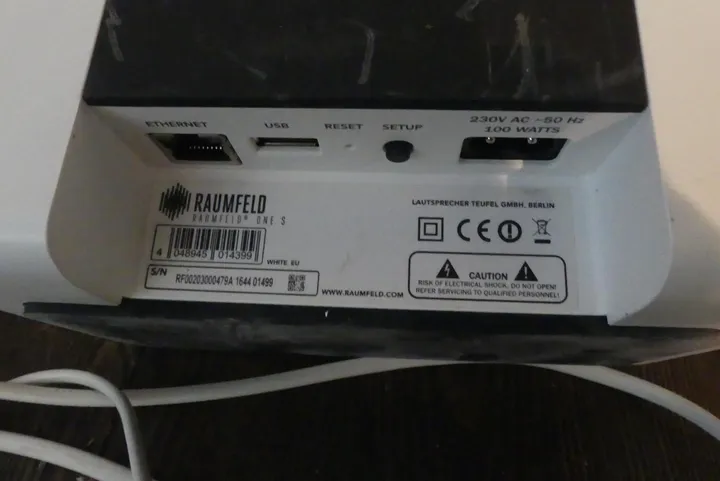 ETHERNET
USB
RESET
SETUP
230V AC ~50 Hz
100 WATTS
RAUMFELD
RAUMFELD® ONE S
LAUTSPRECHER TEUFEL GMBH. BERLIN
4 048945 014399
WHITE. EU
S/N
RF00203000479A 1644 01499
WWW.RAUMFELD.COM
CE
CAUTION
RISK OF ELECTRICAL SHOCK, DO NOT OPEN!
REFER SERVICING TO QUALIFIED PERSONNEL!